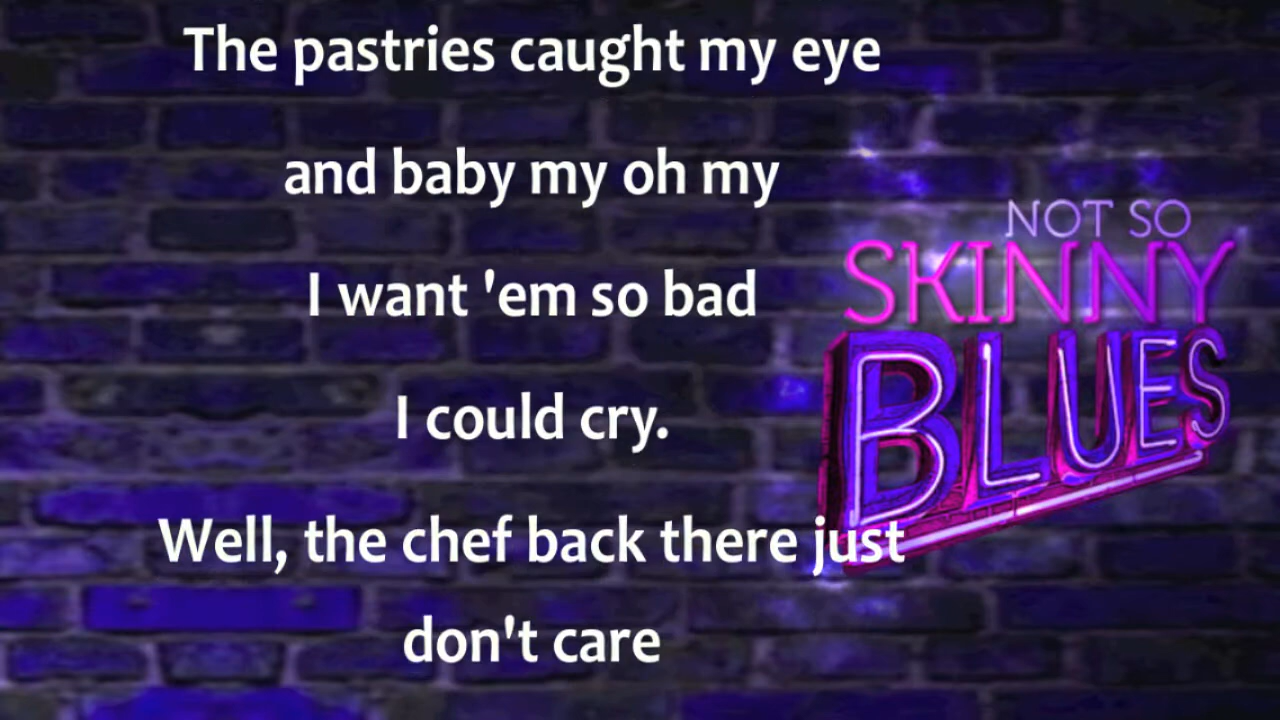 The pastries caught my eye
and baby my oh my
I want 'em so bad
I could cry.
Well, the chef back there just
don't care
NOT SO
SKINNY
BLUES